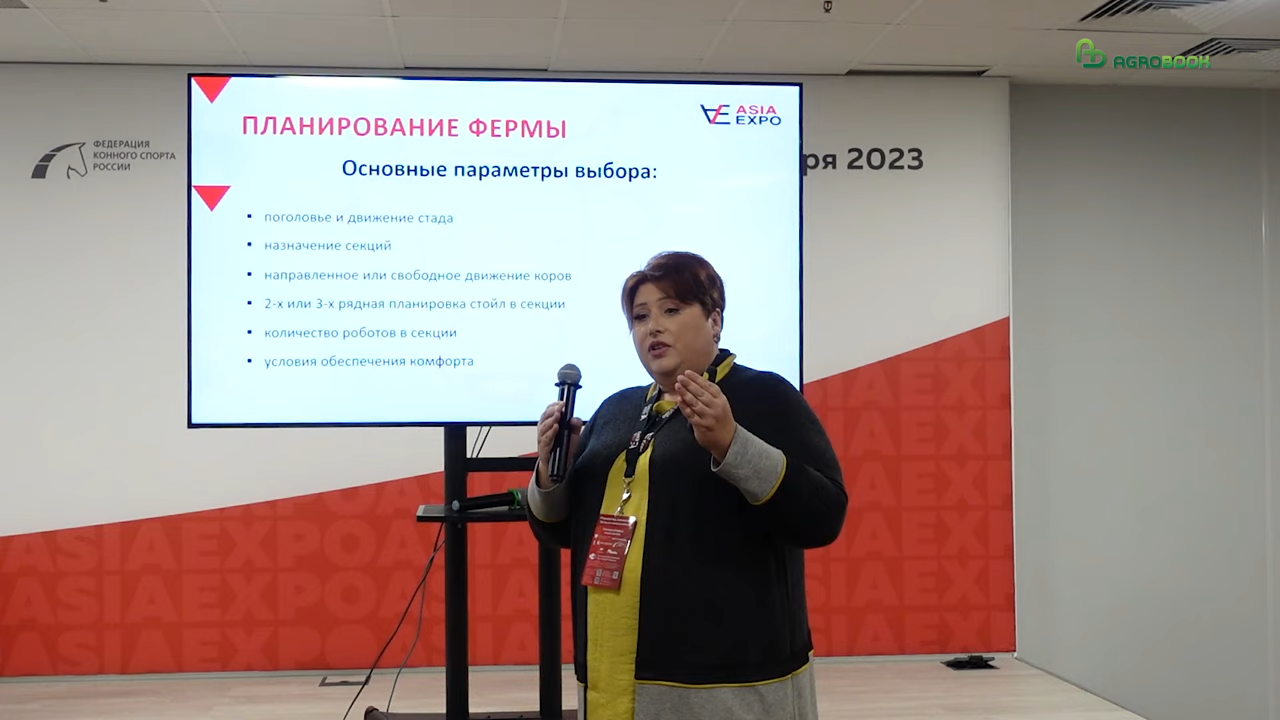 AGROBOOK
ФЕДЕРАЦИЯ
КОННОГО СПОРТА
РОССИИ
ASIA
EXPO
ПЛАНИРОВАНИЕ ФЕРМЫ
Основные параметры выбора:
ря 2023
▪ поголовье и движение стада
▪ назначение секций
▪ направленное или свободное движение коров
▪ 2-х или 3-х рядная планировка стойл в секции
▪ количество роботов в секции
▪ условия обеспечения комфорта
ASIAEXPO
ASIAEXPO
ASIAEXPO